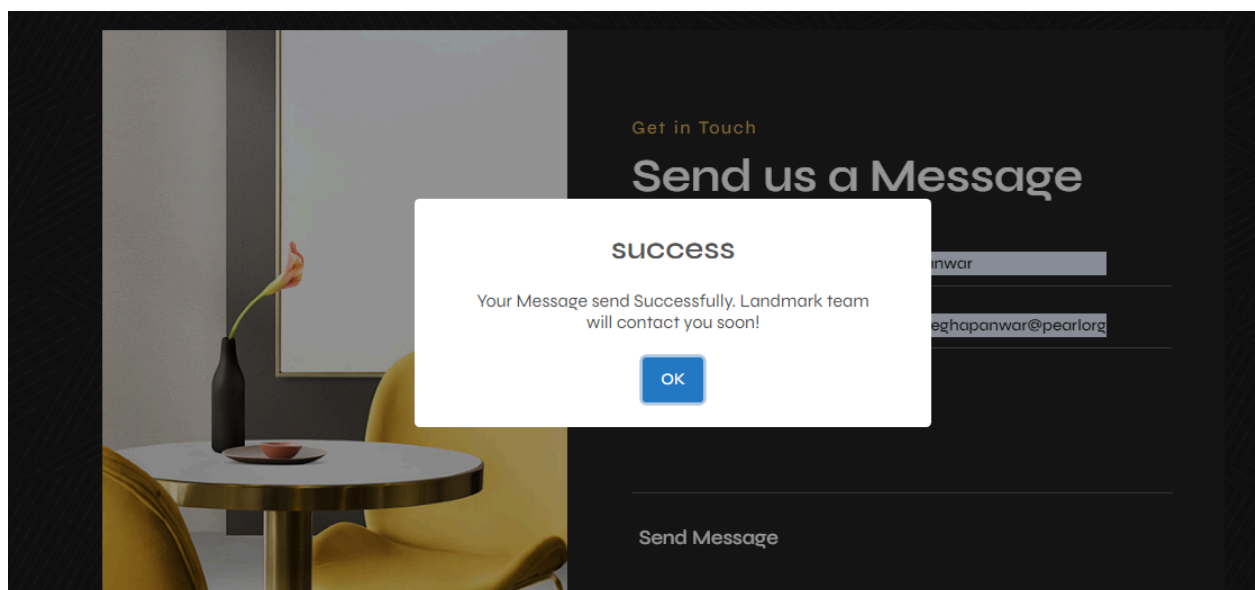 Get in Touch
Send us a Message
success
Your Message send Successfully. Landmark team
will contact you soon!
OK
Send Message